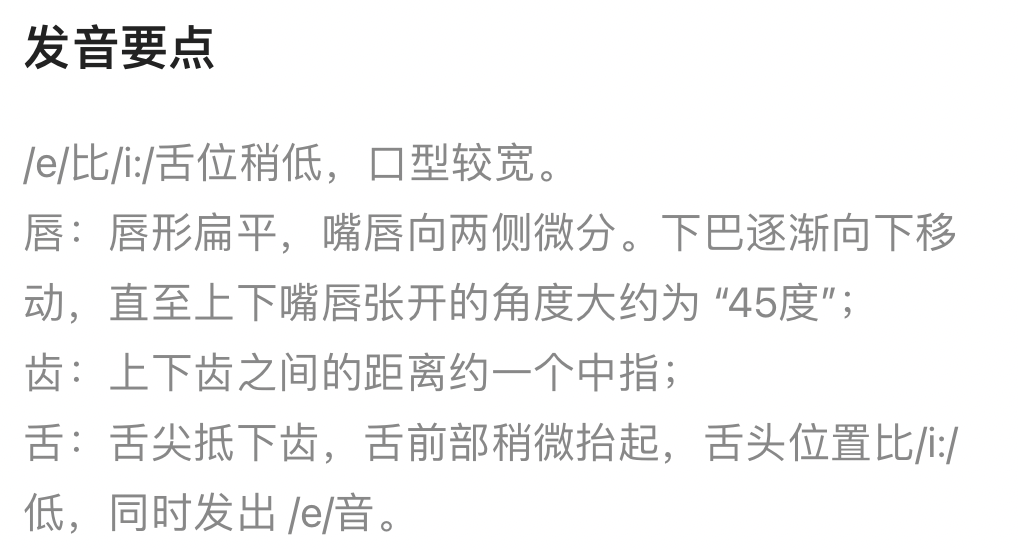 发音要点
/e/比/i:/舌位稍低，口型较宽。
唇：唇形扁平，嘴唇向两侧微分。下巴逐渐向下移
动，直至上下嘴唇张开的角度大约为 “45度”；
齿：上下齿之间的距离约一个中指；
舌：舌尖抵下齿，舌前部稍微抬起，舌头位置比/i:/
低，同时发出 /e/音。